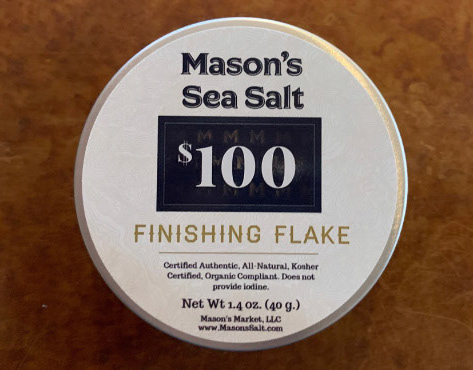 Mason's
Sea Salt
$100
FINISHING FLAKE
Certified Authentic, All-Natural, Kosher
Certified, Organic Compliant. Does not
provide iodine.
Net Wt 1.4 oz. (40 g.)
Mason's Market, LLC
www.MasonsSalt.com